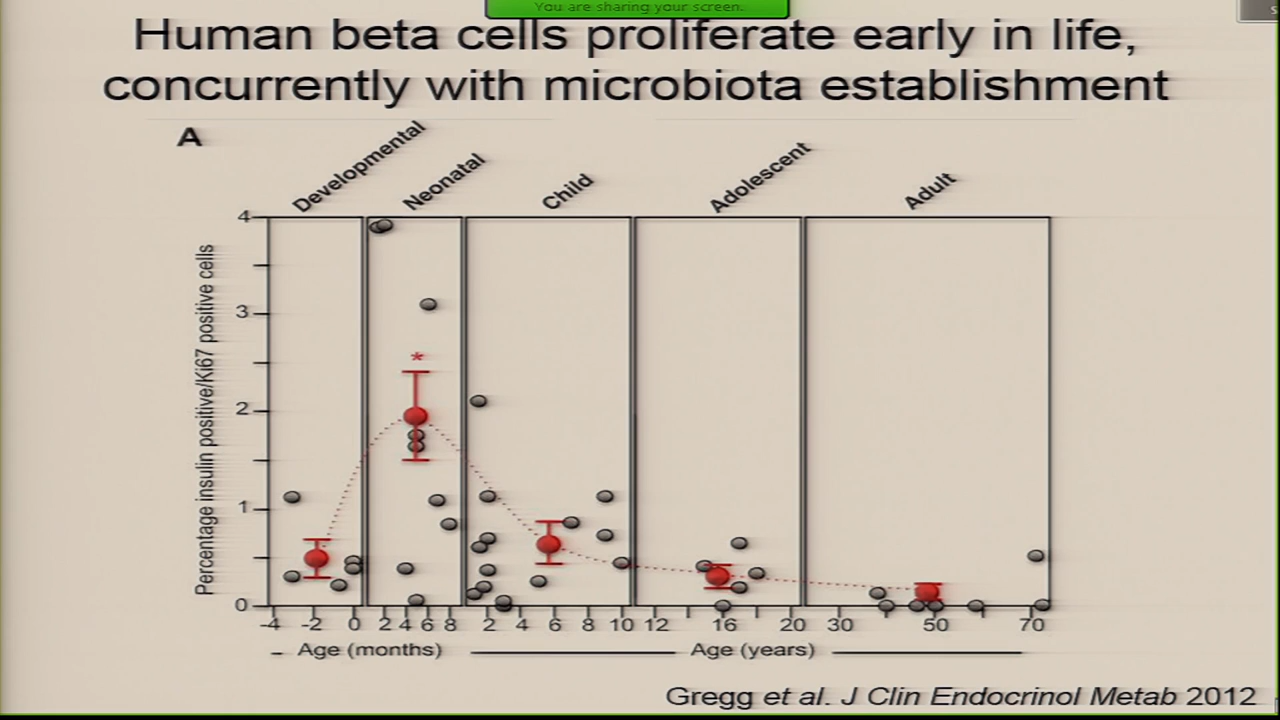 You are sharing your screen.
Human beta cells proliferate early in life,
concurrently with microbiota establishment
A
Developmental
Neonatal
Child
Adolescent
Adult
Percentage insulin positive/Ki67 positive cells
4
3
2
1
0
-4 -2 0 2 4 6 8 2 4 6 8 10 12 16 20 30 50 70
*
Age (months)
Age (years)
Gregg et al. J Clin Endocrinol Metab 2012